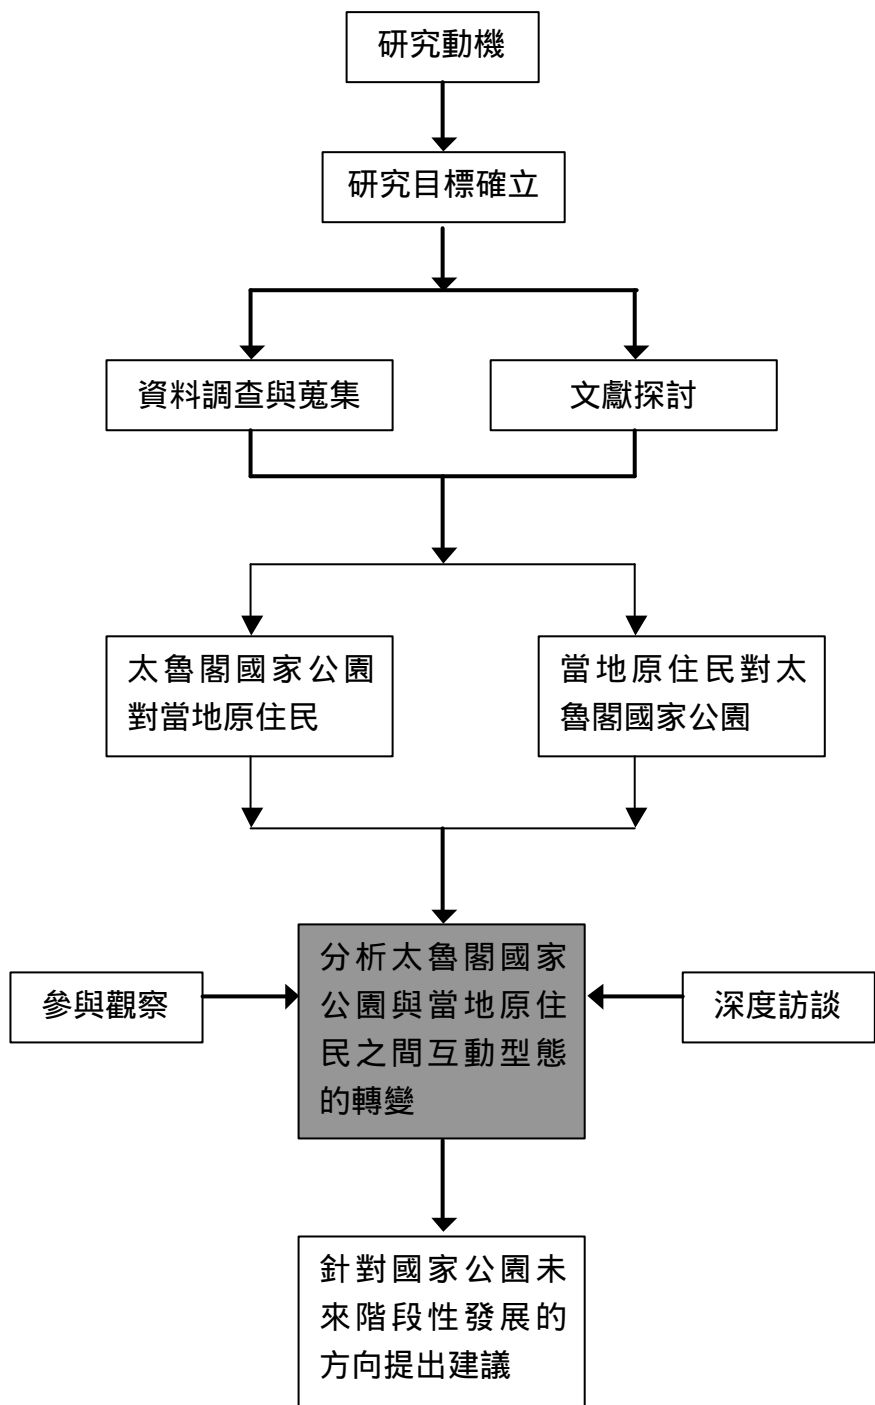 研究動機
研究目標確立
資料調查與蒐集
文獻探討
太魯閣國家公園
對當地原住民
當地原住民對太
魯閣國家公園
分析太魯閣國家
公園與當地原住
民之間互動型態
的轉變
參與觀察
深度訪談
針對國家公園未
來階段性發展的
方向提出建議